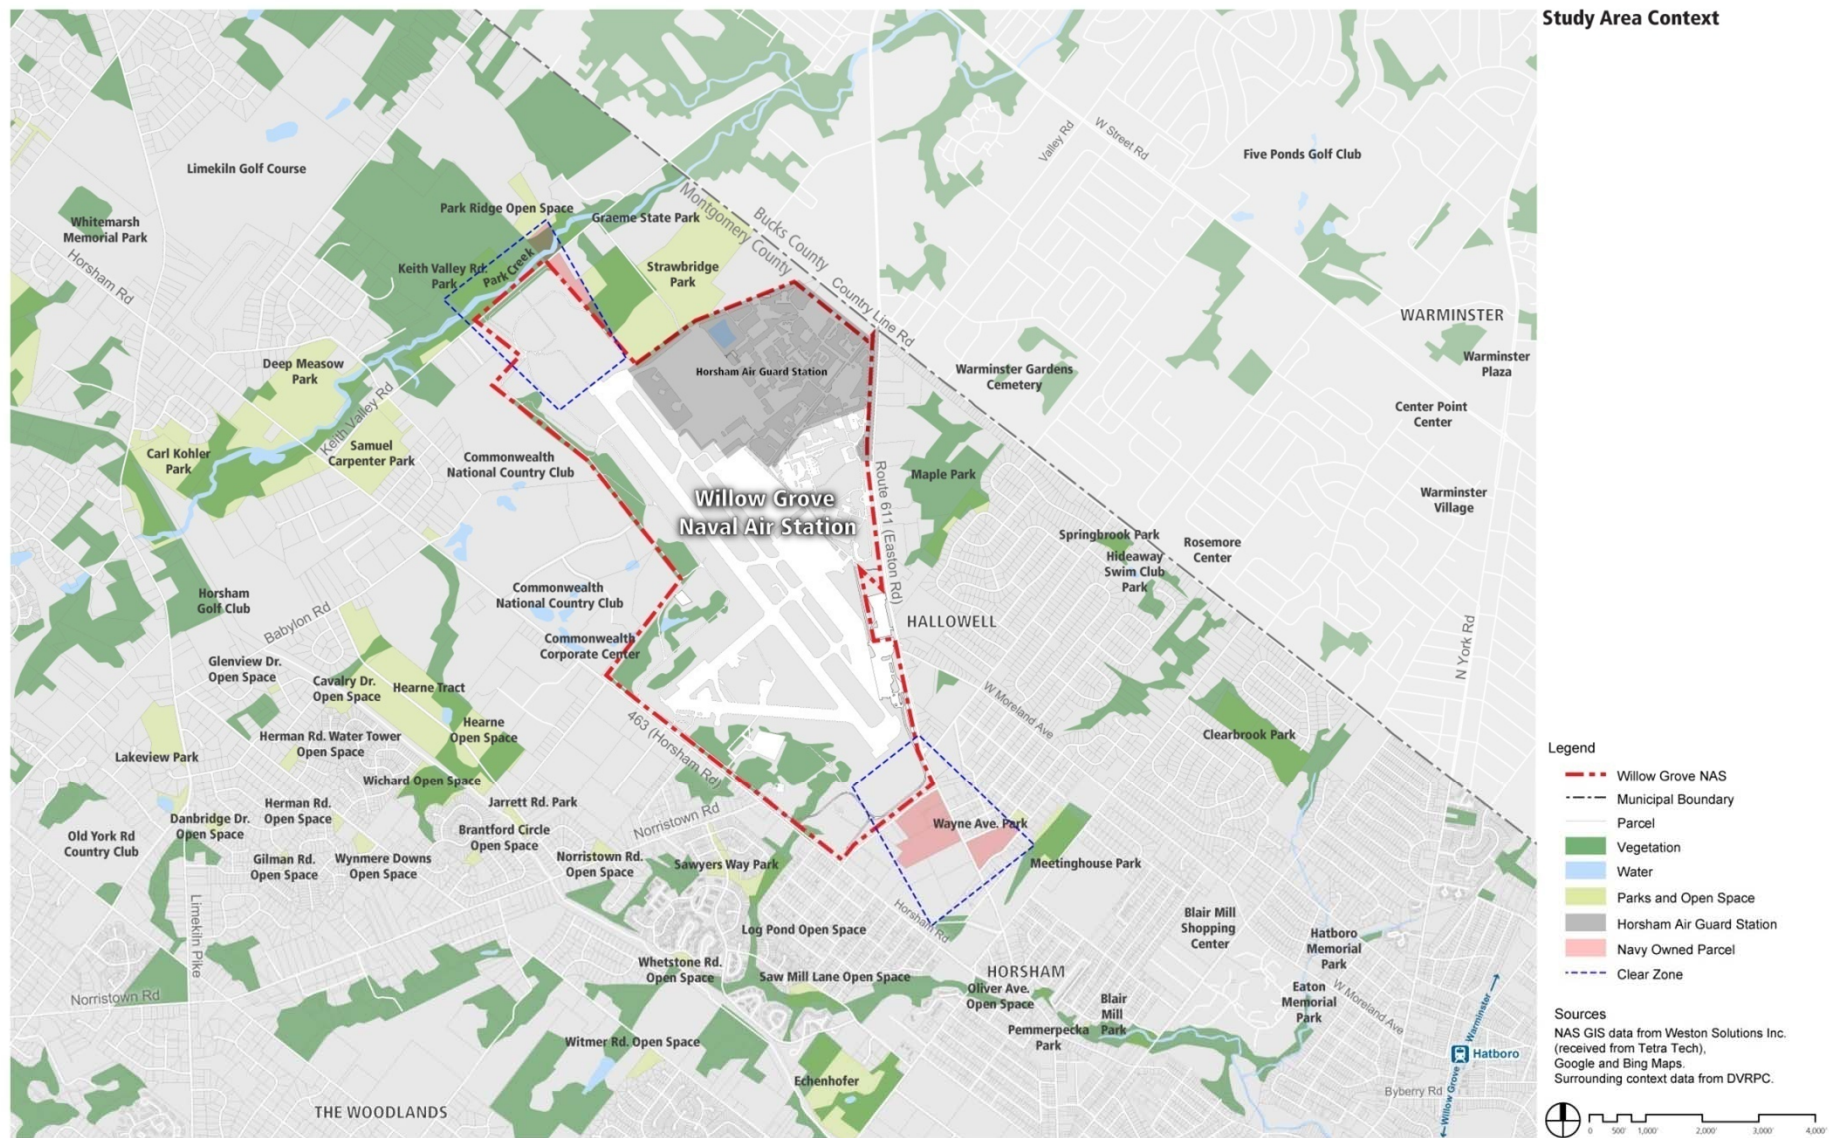 Study Area Context
Limekiln Golf Course
Whitemarsh
Memorial Park
Horsham Rd
Park Ridge Open Space
Graeme State Park
Keith Valley Rd.
Park
Park Creek
Strawbridge
Park
Montgomery County
Bucks County
Country Line Rd
Valley Rd
W Street Rd
Five Ponds Golf Club
WARMINSTER
Warminster
Plaza
Deep Measow
Park
Horsham Air Guard Station
Warminster Gardens
Cemetery
Center Point
Center
Keith Valley Rd
Carl Kohler
Park
Samuel
Carpenter Park
Commonwealth
National Country Club
Maple Park
Route 611 (Easton Rd)
Willow Grove
Naval Air Station
Warminster
Village
Springbrook Park
Rosemore
Center
Hideaway
Swim Club
Park
Horsham
Golf Club
Babylon Rd
Commonwealth
National Country Club
Commonwealth
Corporate Center
HALLOWELL
N York Rd
Glenview Dr.
Open Space
Cavalry Dr.
Open Space
Hearne Tract
Hearne
Open Space
W Moreland Ave
463 (Horsham Rd)
Clearbrook Park
Herman Rd. Water Tower
Open Space
Lakeview Park
Wichard Open Space
Jarrett Rd. Park
Herman Rd.
Open Space
Danbridge Dr.
Open Space
Old York Rd
Country Club
Brantford Circle
Open Space
Norristown Rd
Wayne Ave. Park
Gilman Rd.
Open Space
Wynmere Downs
Open Space
Norristown Rd.
Open Space
Sawyers Way Park
Meetinghouse Park
Limekiln Pike
Horsham Rd
Log Pond Open Space
Blair Mill
Shopping
Center
Hatboro
Memorial
Park
Whetstone Rd.
Open Space
Saw Mill Lane Open Space
HORSHAM
Oliver Ave.
Open Space
Blair
Mill
Park
Eaton
Memorial
Park
W Moreland Ave
Norristown Rd
Pemmerpecka
Park
Witmer Rd. Open Space
Echenhofer
THE WOODLANDS
Byberry Rd
Willow Grove
Warminster
Hatboro
Legend
Willow Grove NAS
Municipal Boundary
Parcel
Vegetation
Water
Parks and Open Space
Horsham Air Guard Station
Navy Owned Parcel
Clear Zone
Sources
NAS GIS data from Weston Solutions Inc.
(received from Tetra Tech),
Google and Bing Maps.
Surrounding context data from DVRPC.
0 500' 1,000' 2,000' 3,000' 4,000'